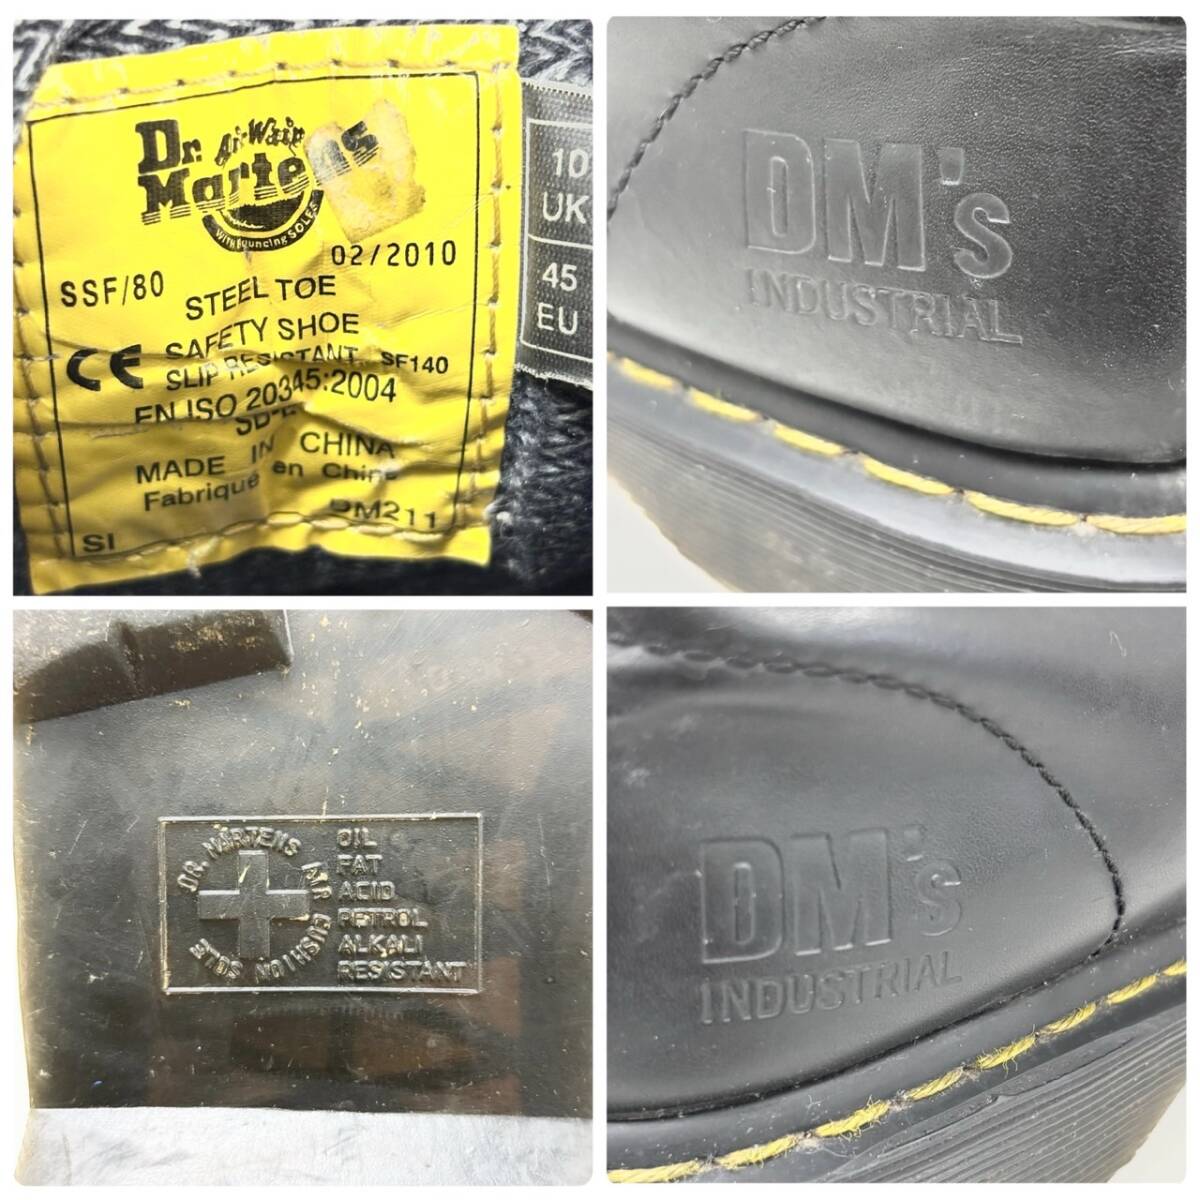 Dr. Air Wair
Martens
WITH Bouncing SOLES
02/2010
SSF/80
STEEL TOE
SAFETY SHOE
CE
SLIP RESISTANT SF140
EN ISO 20345:2004
MADE IN CHINA
Fabriqué en Chine
DM211
SI
10
UK
45
EU
DM's
INDUSTRIAL
DR. MARTENS AIR CUSHION SOLE
OIL
FAT
ACID
PETROL
ALKALI
RESISTANT
DM's
INDUSTRIAL